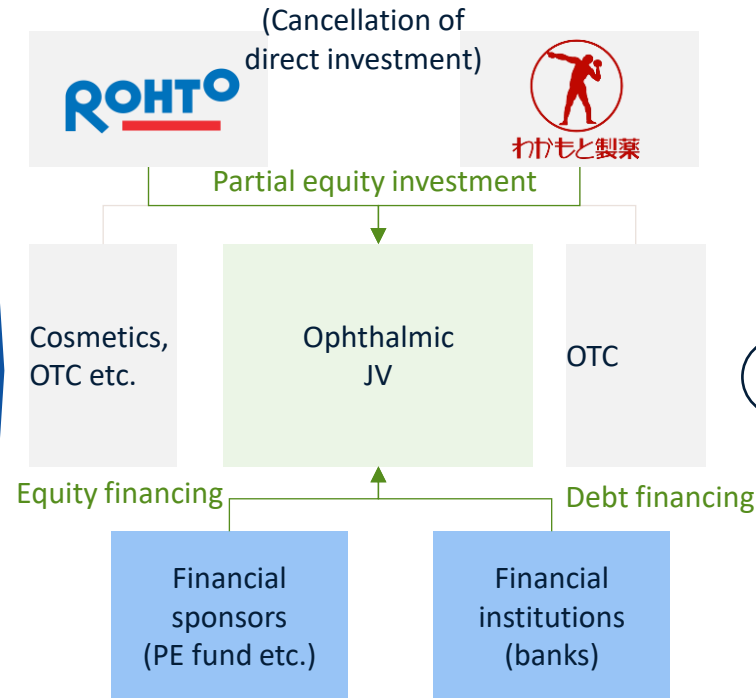 (Cancellation of
direct investment)
ROHTO
わかもと製薬
Partial equity investment
Cosmetics,
OTC etc.
Ophthalmic
JV
OTC
Equity financing
Debt financing
Financial
sponsors
(PE fund etc.)
Financial
institutions
(banks)